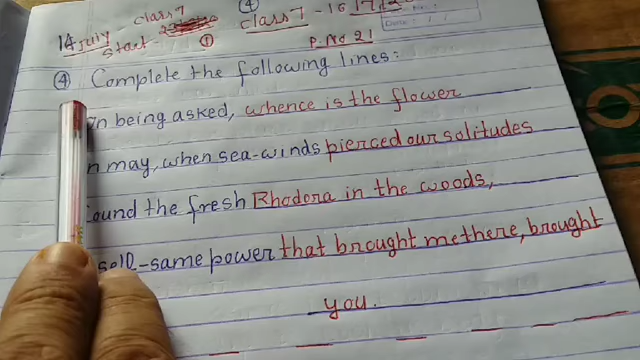 14 July - class 7
Start -
①
④
class 7 - 16
P-No 21
④ Complete the following lines:
On being asked, whence is the flower
In may, when sea-winds pierced our solitudes
found the fresh Rhodora in the woods,
self-same power that brought me there, brought
you.